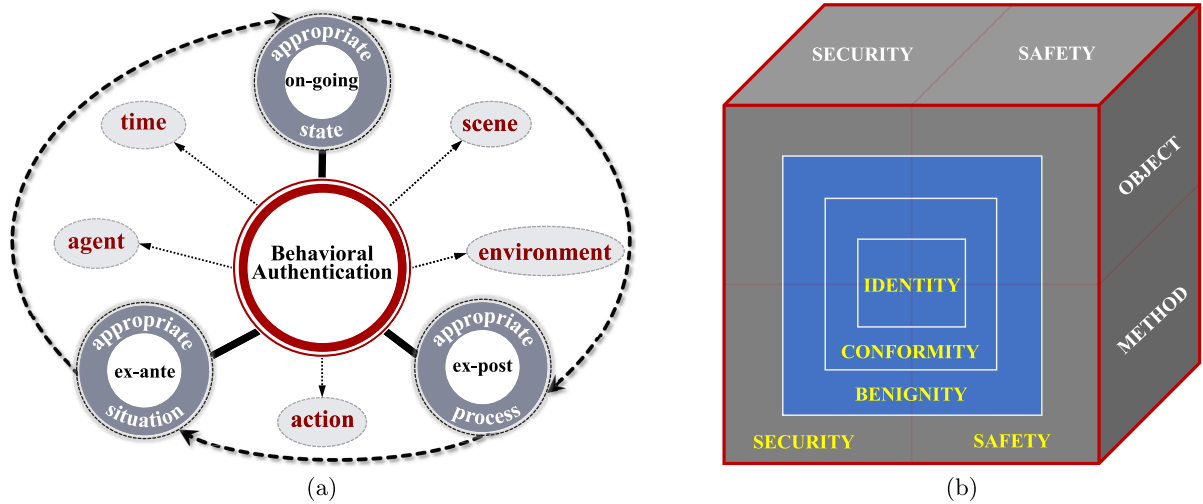 appropriate
on-going
state
time
scene
agent
Behavioral
Authentication
environment
appropriate
ex-ante
situation
appropriate
ex-post
process
action
(a)
SECURITY
SAFETY
OBJECT
METHOD
IDENTITY
CONFORMITY
BENIGNITY
SECURITY
SAFETY
(b)